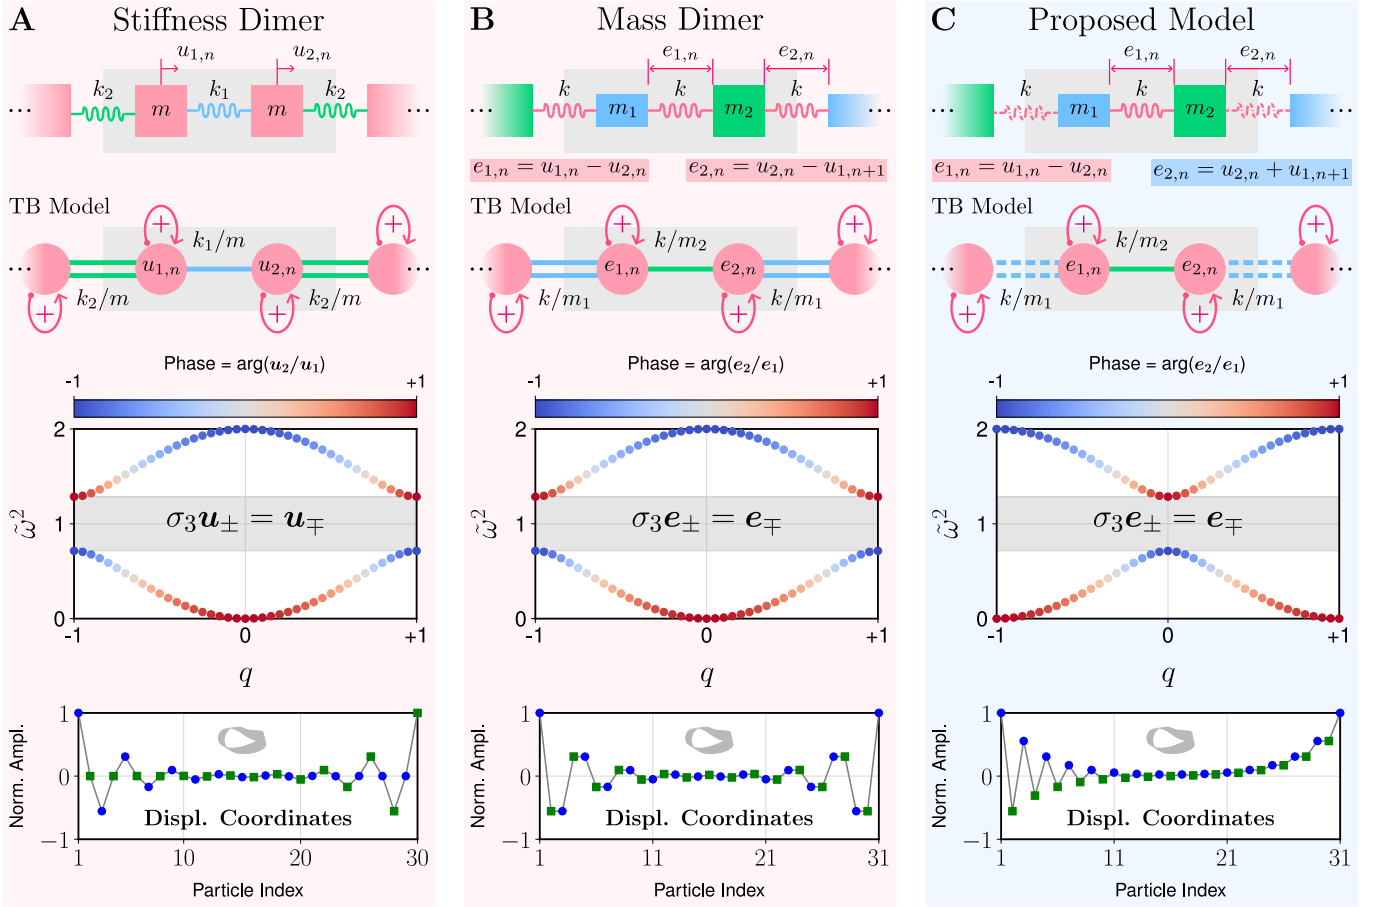 A Stiffness Dimer
u₁,ₙ u₂,ₙ
k₂ k₁ k₂
··· m m ···
TB Model
+ +
k₁/m
··· u₁,ₙ u₂,ₙ ···
k₂/m k₂/m
+ +
Phase = arg(u₂/u₁)
-1 +1
2
ω̃² 1 σ₃u± = u∓
0
-1 0 +1
q
1
Norm. Ampl. 0
Displ. Coordinates
−1
1 10 20 30
Particle Index
B Mass Dimer
e₁,ₙ e₂,ₙ
k k k
··· m₁ m₂ ···
e₁,ₙ = u₁,ₙ − u₂,ₙ e₂,ₙ = u₂,ₙ − u₁,ₙ₊₁
TB Model
+ +
k/m₂
··· e₁,ₙ e₂,ₙ ···
k/m₁ k/m₁
+ +
Phase = arg(e₂/e₁)
-1 +1
2
ω̃² 1 σ₃e± = e∓
0
-1 0 +1
q
1
Norm. Ampl. 0
Displ. Coordinates
−1
1 11 21 31
Particle Index
C Proposed Model
e₁,ₙ e₂,ₙ
k k k
··· m₁ m₂ ···
e₁,ₙ = u₁,ₙ − u₂,ₙ e₂,ₙ = u₂,ₙ + u₁,ₙ₊₁
TB Model
+ +
k/m₂
··· e₁,ₙ e₂,ₙ ···
k/m₁ k/m₁
+ +
Phase = arg(e₂/e₁)
-1 +1
2
ω̃² 1 σ₃e± = e∓
0
-1 0 +1
q
1
Norm. Ampl. 0
Displ. Coordinates
−1
1 11 21 31
Particle Index